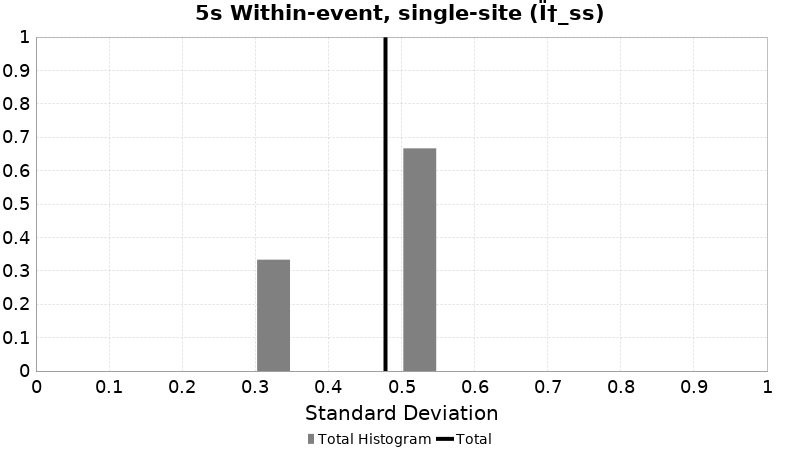 5s Within-event, single-site (Ï†_ss)
1
0.9
0.8
0.7
0.6
0.5
0.4
0.3
0.2
0.1
0
0 0.1 0.2 0.3 0.4 0.5 0.6 0.7 0.8 0.9 1
Standard Deviation
Total Histogram Total